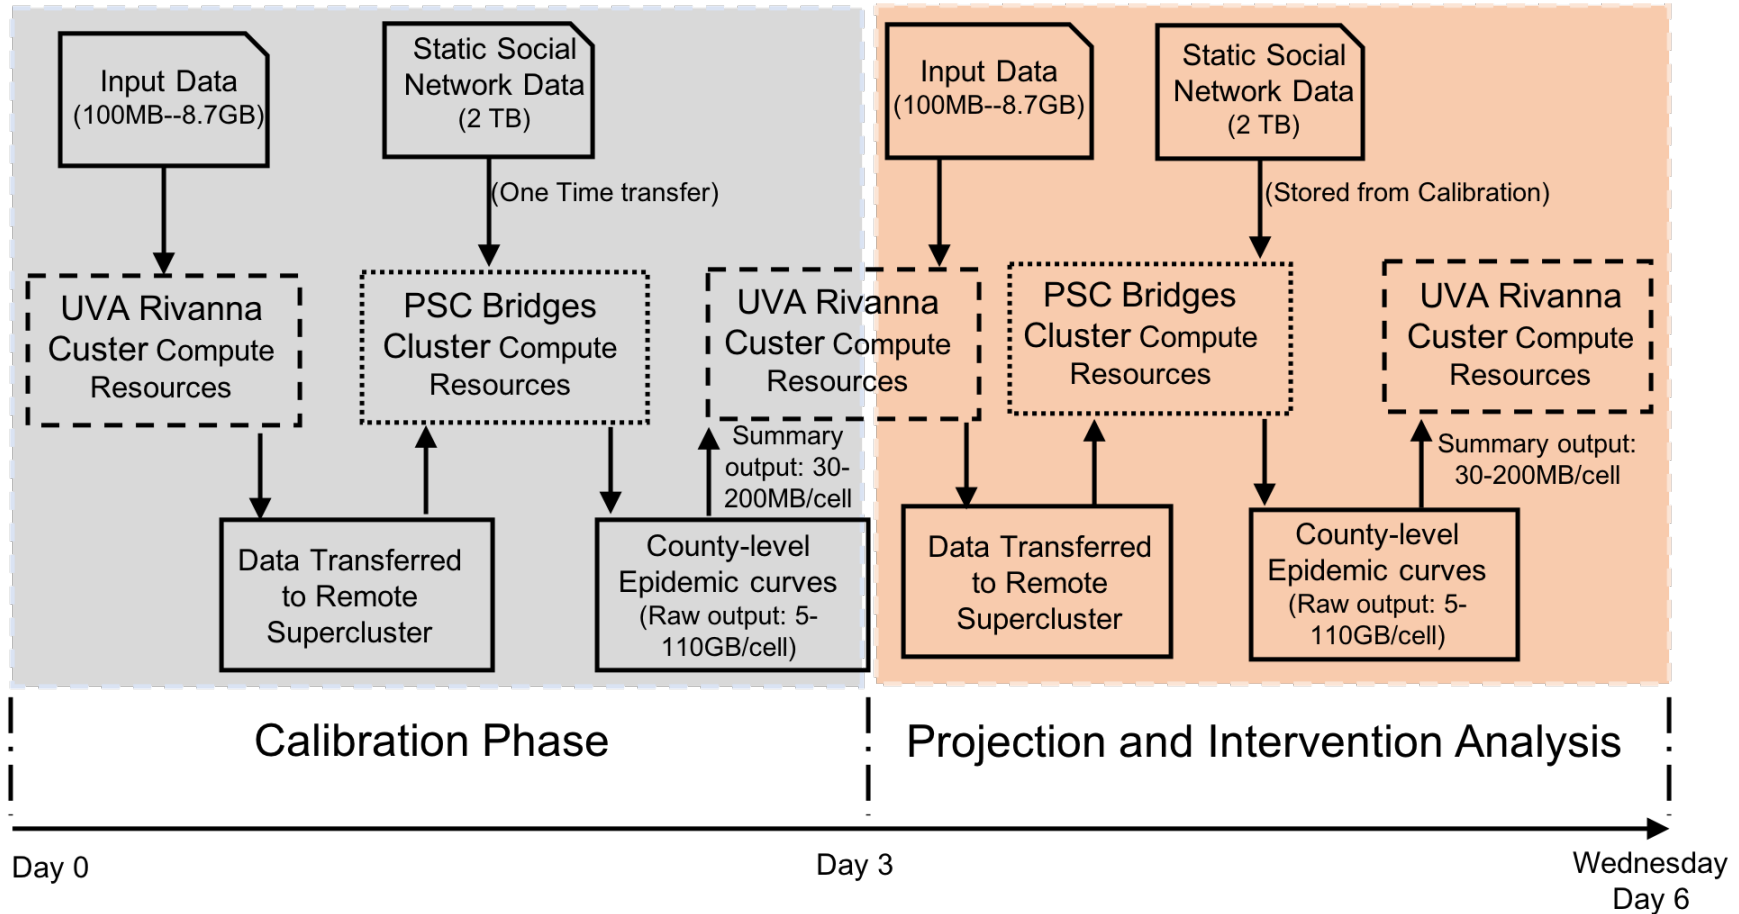 Input Data
(100MB--8.7GB)
Static Social
Network Data
(2 TB)
(One Time transfer)
UVA Rivanna
Custer Compute
Resources
PSC Bridges
Cluster Compute
Resources
Data Transferred
to Remote
Supercluster
County-level
Epidemic curves
(Raw output: 5-
110GB/cell)
Summary
output: 30-
200MB/cell
UVA Rivanna
Custer Compute
Resources
Input Data
(100MB--8.7GB)
Static Social
Network Data
(2 TB)
(Stored from Calibration)
PSC Bridges
Cluster Compute
Resources
UVA Rivanna
Custer Compute
Resources
Data Transferred
to Remote
Supercluster
County-level
Epidemic curves
(Raw output: 5-
110GB/cell)
Summary output:
30-200MB/cell
Calibration Phase
Projection and Intervention Analysis
Day 0
Day 3
Wednesday
Day 6